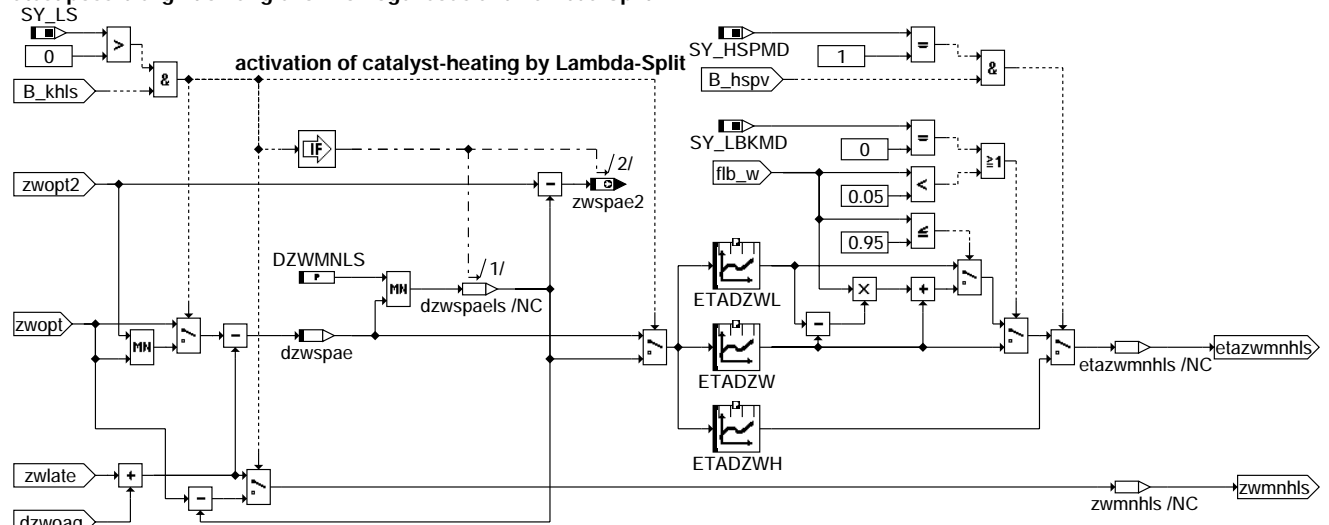 SY_LS
0
>
B_khls
&
activation of catalyst-heating by Lambda-Split
SY_HSPMD
1
=
B_hspv
&
SY_LBKMD
0
=
≥1
flb_w
<
0.05
≤
0.95
IF
/2/
zwopt2
-
zwspae2
DZWMNLS
P
MN
/1/
dzwspaels /NC
ETADZWL
×
+
-
zwopt
MN
-
dzwspae
ETADZW
etazwmnhls /NC
etazwmnhls
ETADZWH
zwlate
+
-
zwmnhls /NC
zwmnhls